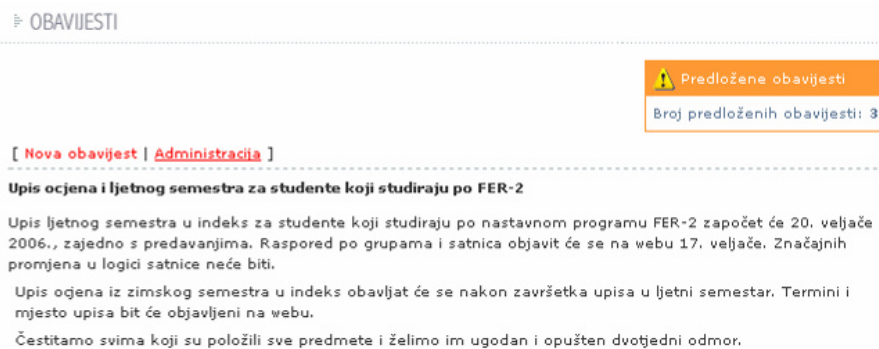 OBAVIJESTI
Predložene obavijesti
Broj predloženih obavijesti: 3
[ Nova obavijest | Administracija ]
Upis ocjena i ljetnog semestra za studente koji studiraju po FER-2
Upis ljetnog semestra u indeks za studente koji studiraju po nastavnom programu FER-2 započet će 20. veljače
2006., zajedno s predavanjima. Raspored po grupama i satnica objavit će se na webu 17. veljače. Značajnih
promjena u logici satnice neće biti.
Upis ocjena iz zimskog semestra u indeks obavljat će se nakon završetka upisa u ljetni semestar. Termini i
mjesto upisa bit će objavljeni na webu.
Čestitamo svima koji su položili sve predmete i želimo im ugodan i opušten dvotjedni odmor.